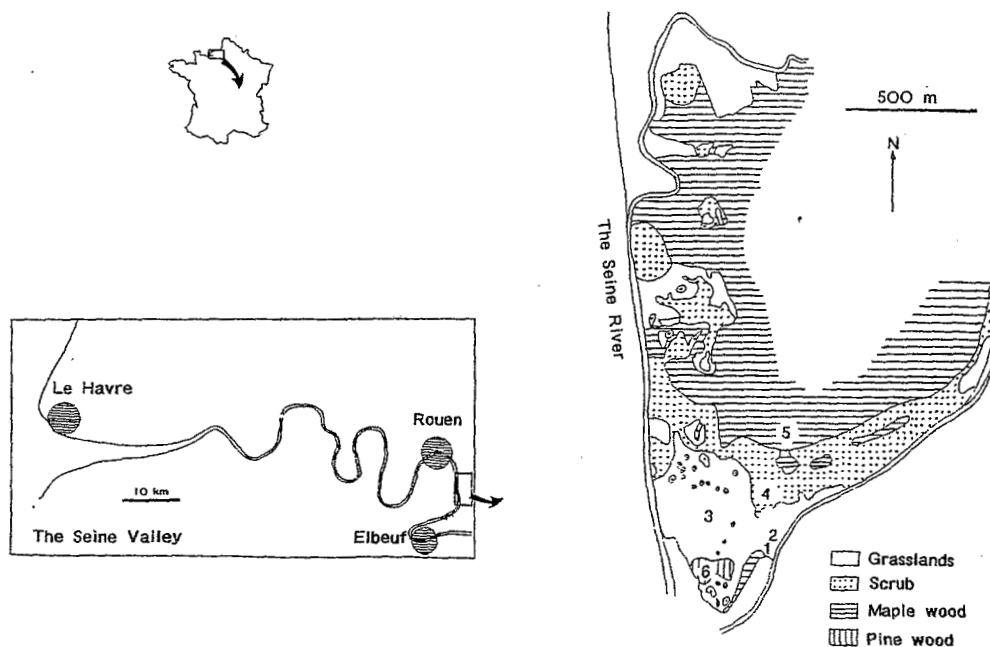 500 m
N
The Seine River
Le Havre
Rouen
10 km
Elbeuf
The Seine Valley
5
4
3
2
1
6
Grasslands
Scrub
Maple wood
Pine wood